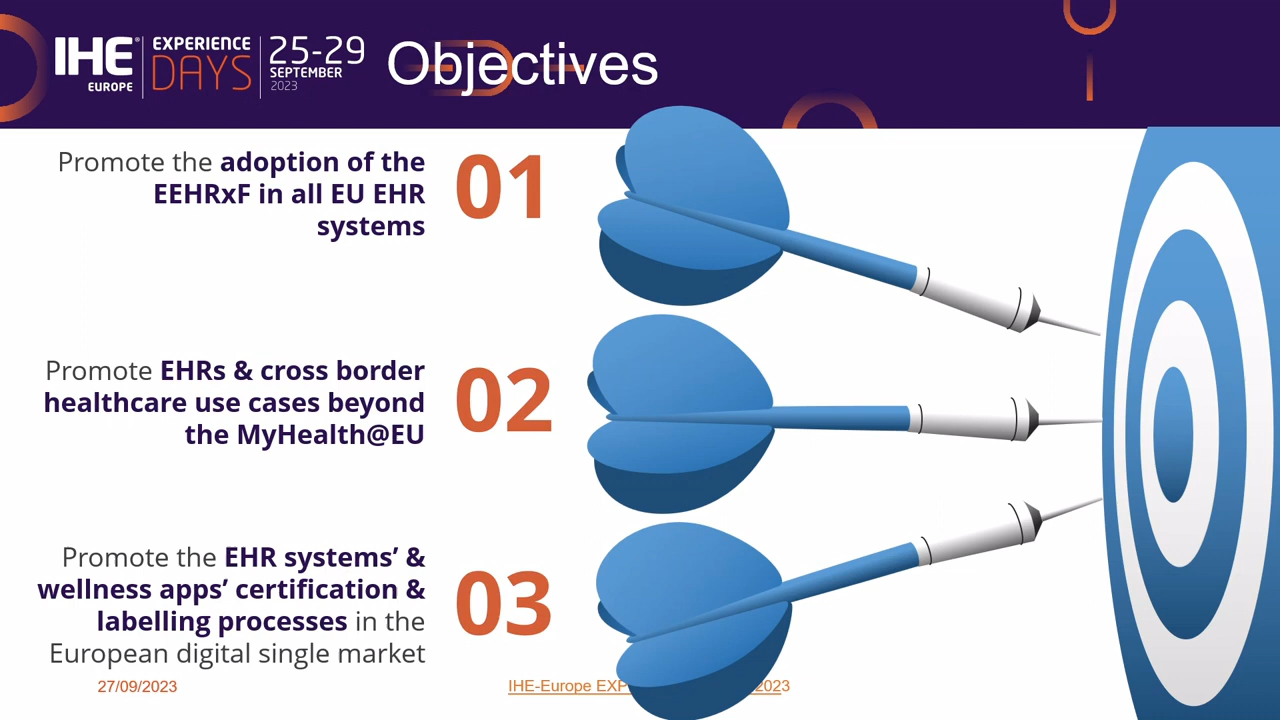 IHE
EUROPE
EXPERIENCE
DAYS
25-29
SEPTEMBER
2023
Objectives
Promote the adoption of the
EEHRxF in all EU EHR
systems
01
Promote EHRs & cross border
healthcare use cases beyond
the MyHealth@EU
02
Promote the EHR systems’ &
wellness apps’ certification &
labelling processes in the
European digital single market
03
27/09/2023
IHE-Europe 2023